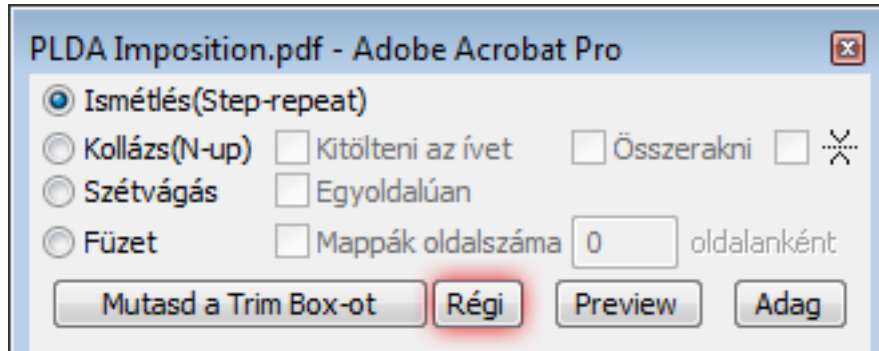 PLDA Imposition.pdf - Adobe Acrobat Pro
Ismétlés(Step-repeat)
Kollázs(N-up) Kitölteni az ívet Összerakni
Szétvágás Egyoldalúan
Füzet Mappák oldalszáma 0 oldalanként
Mutasd a Trim Box-ot Régi Preview Adag